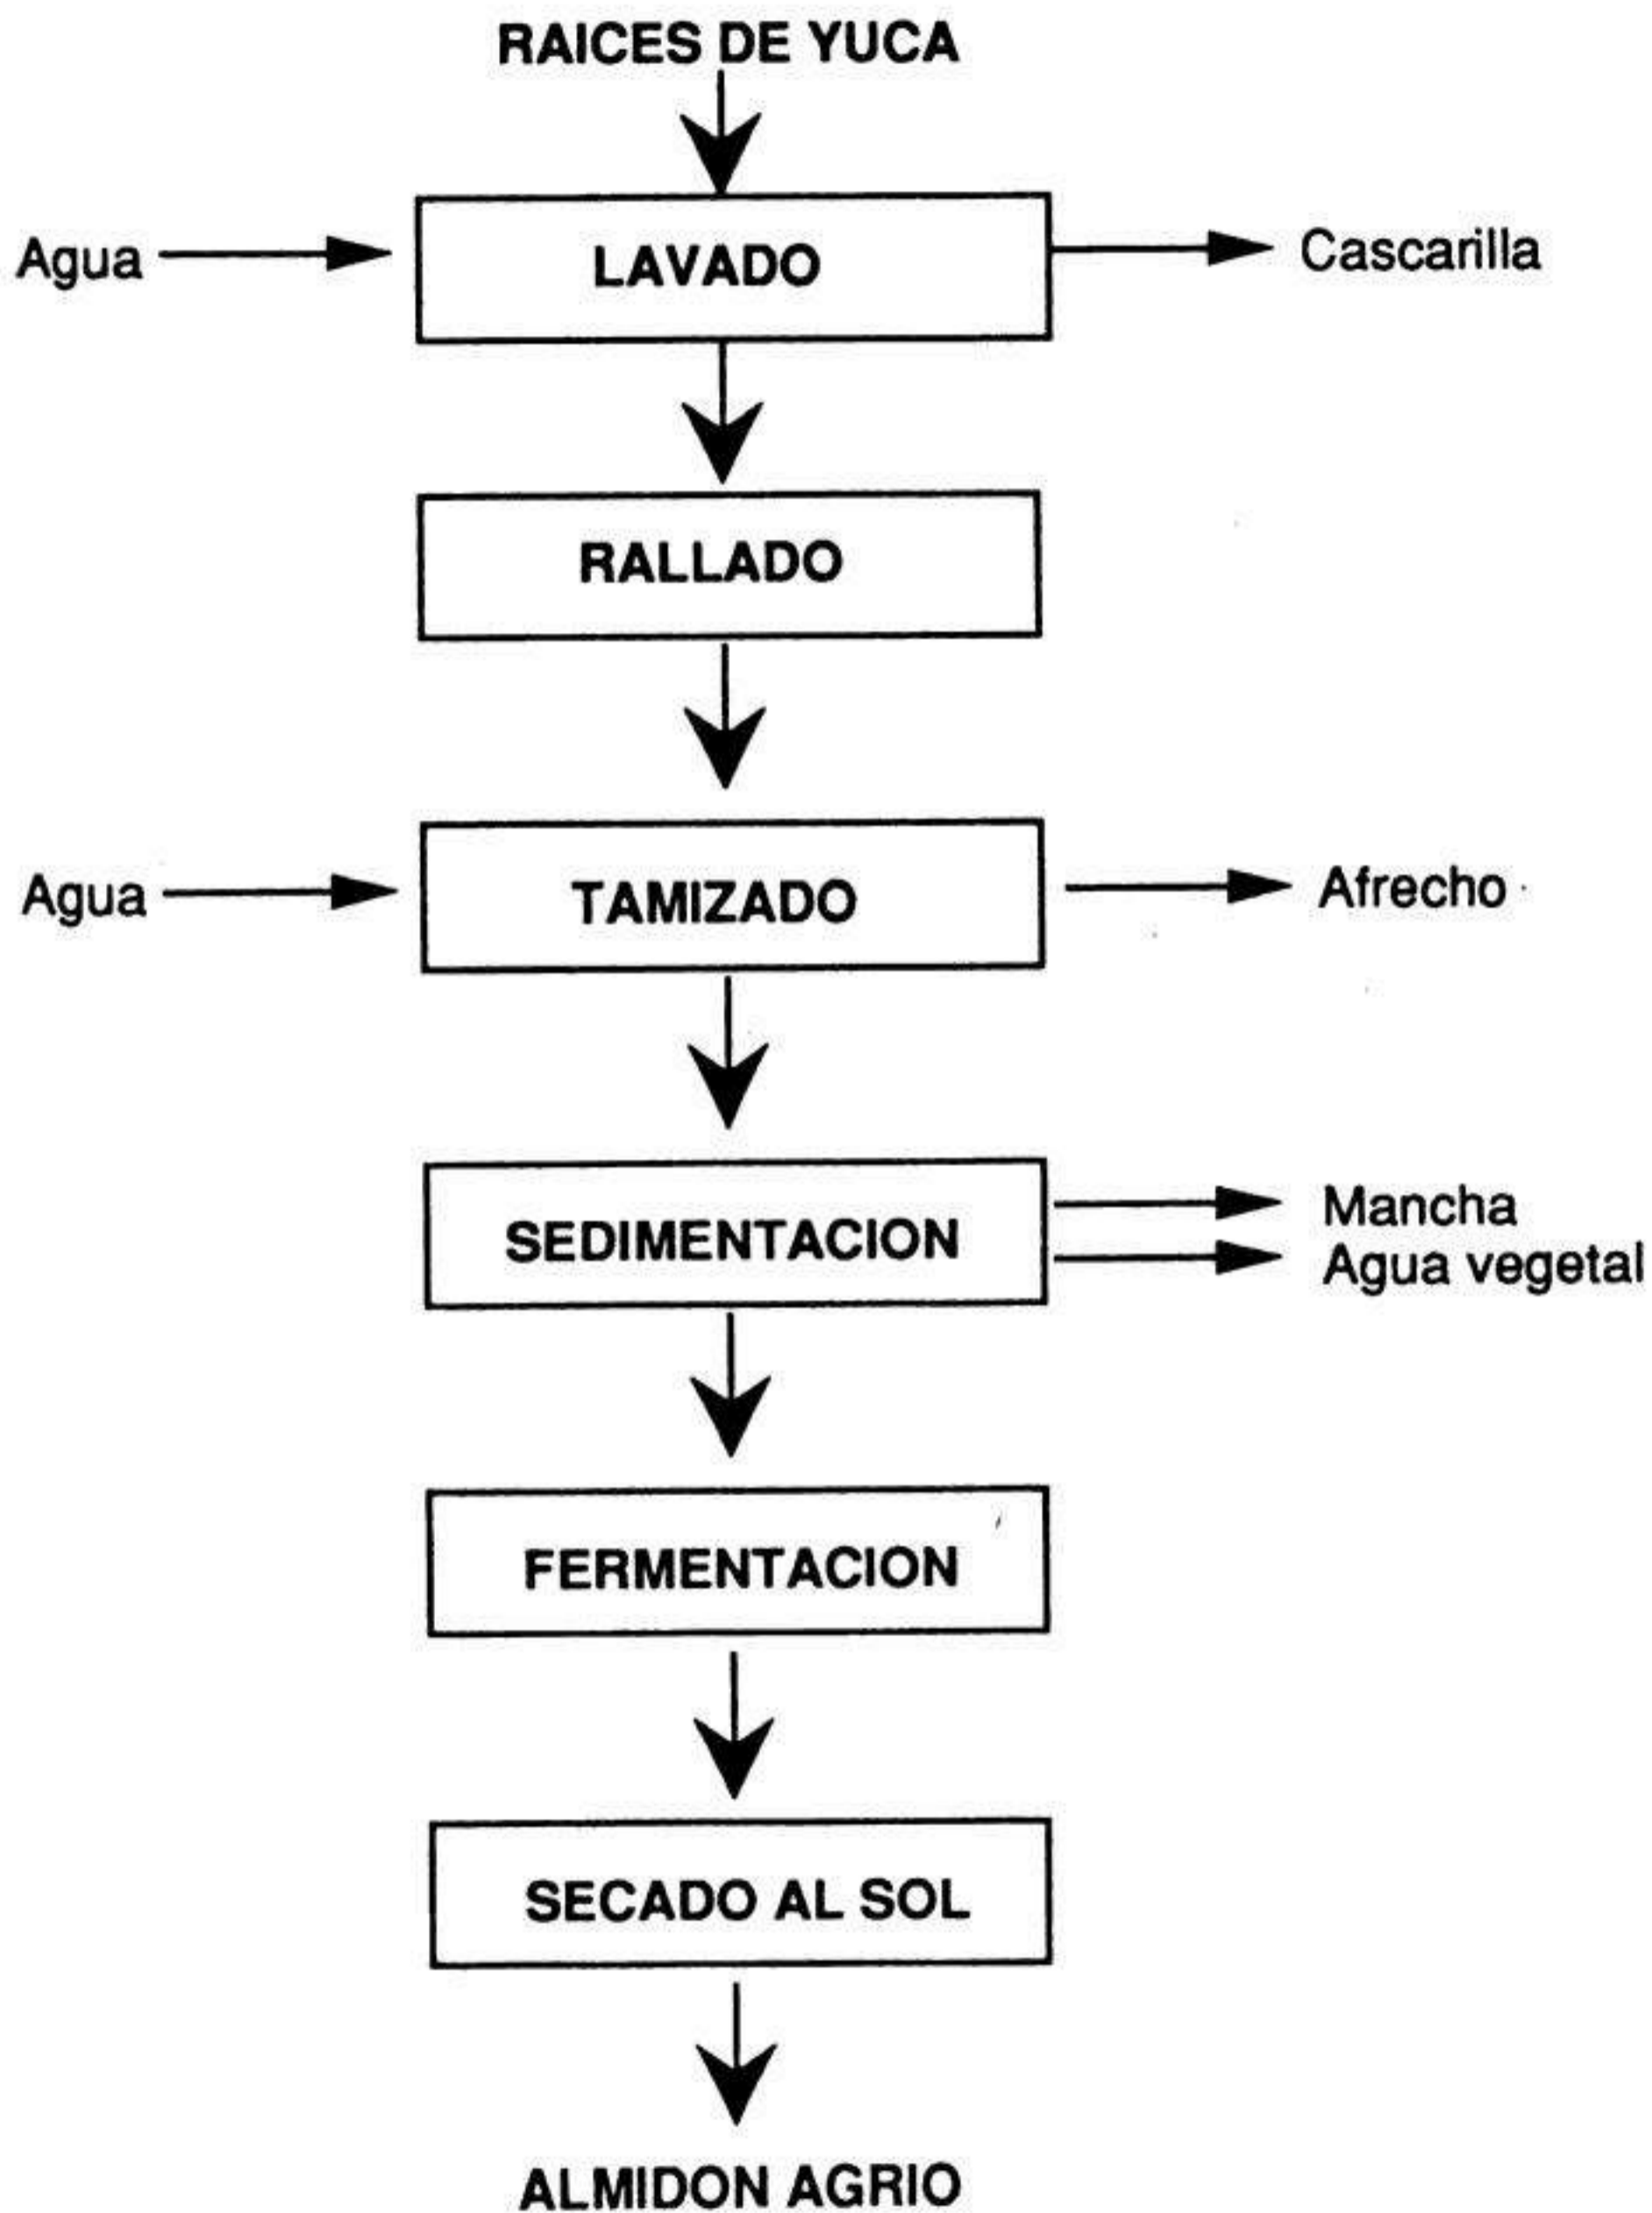 RAICES DE YUCA
Agua
LAVADO
Cascarilla
RALLADO
Agua
TAMIZADO
Afrecho
SEDIMENTACION
Mancha
Agua vegetal
FERMENTACION
SECADO AL SOL
ALMIDON AGRIO